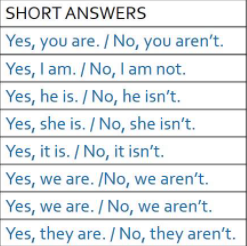 SHORT ANSWERS
Yes, you are. / No, you aren't.
Yes, I am. / No, I am not.
Yes, he is. / No, he isn't.
Yes, she is. / No, she isn't.
Yes, it is. / No, it isn't.
Yes, we are. /No, we aren't.
Yes, we are. / No, we aren't.
Yes, they are. / No, they aren't.